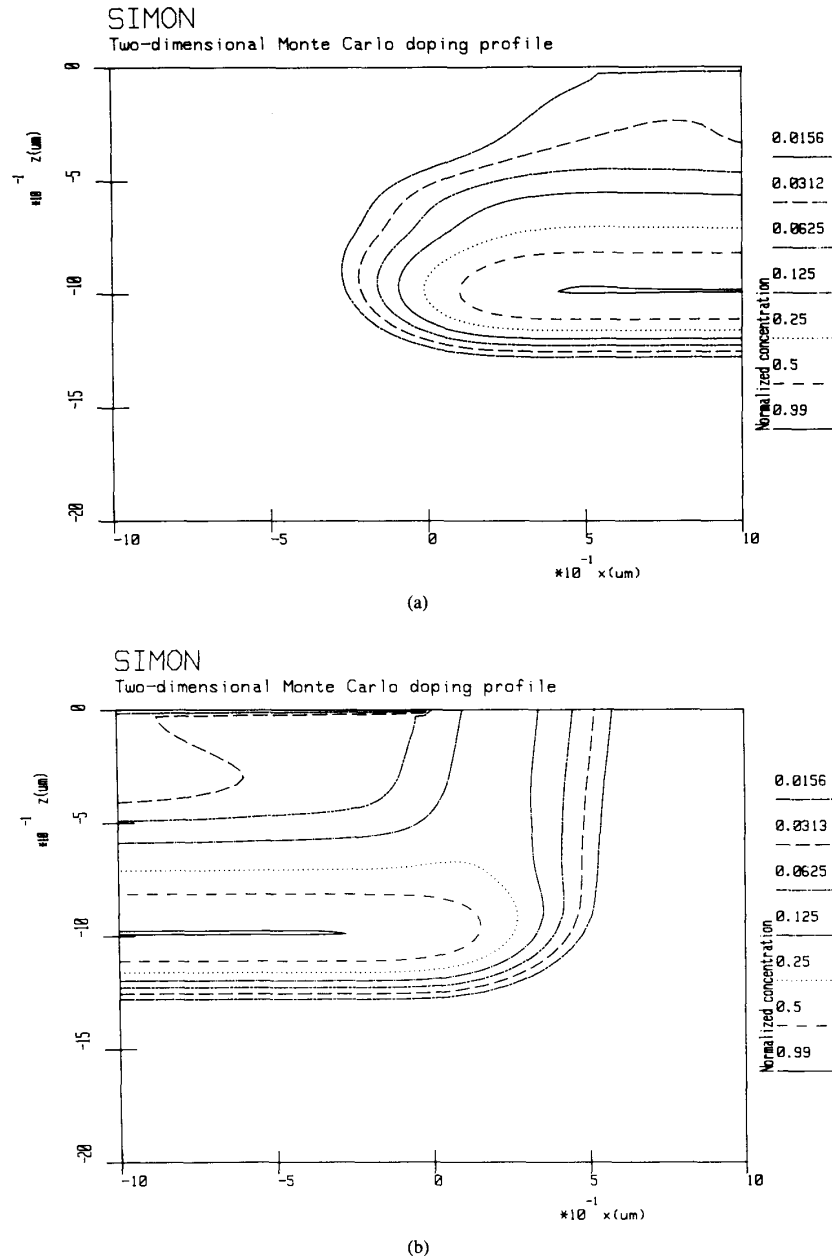 SIMON
Two-dimensional Monte Carlo doping profile
0
-5
-10
-15
-20
*10⁻¹ z(um)
-10
-5
0
5
10
*10⁻¹ x(um)
Normalized concentration
0.0156
0.0312
0.0625
0.125
0.25
0.5
0.99
(a)
SIMON
Two-dimensional Monte Carlo doping profile
0
-5
-10
-15
-20
*10⁻¹ z(um)
-10
-5
0
5
10
*10⁻¹ x(um)
Normalized concentration
0.0156
0.0313
0.0625
0.125
0.25
0.5
0.99
(b)